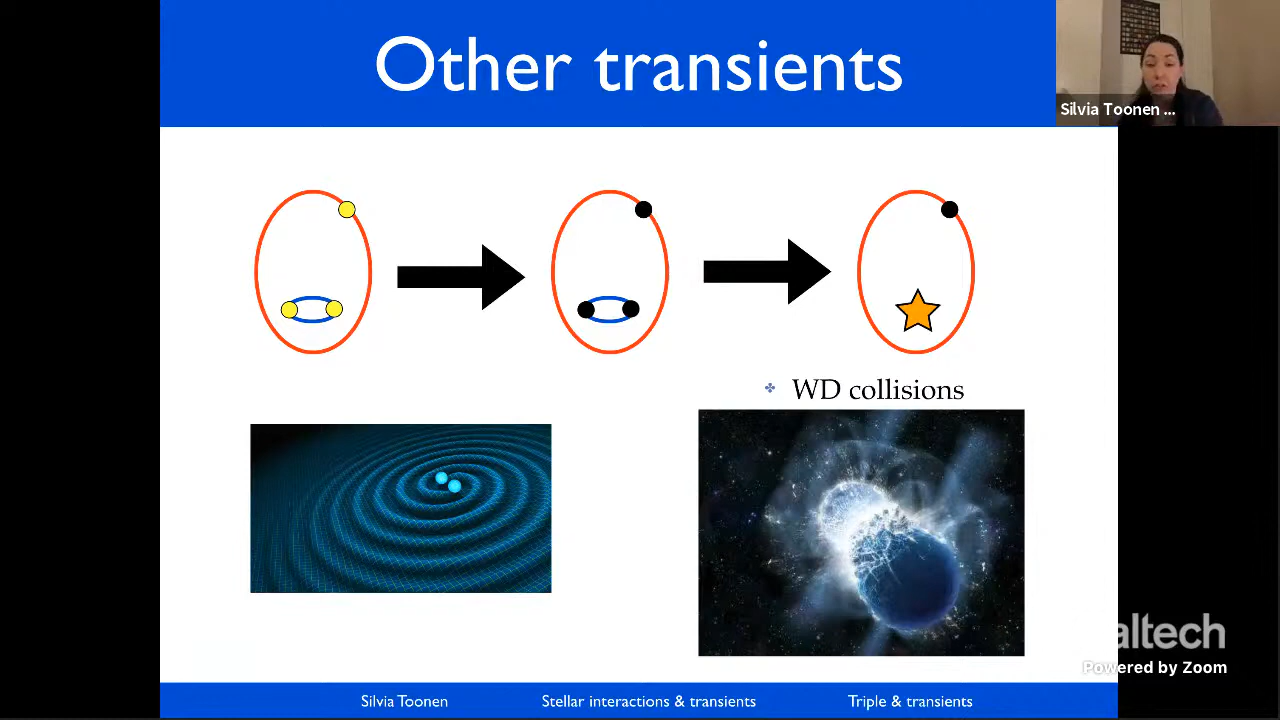 Other transients
Silvia Toonen ...
WD collisions
altech
Powered by Zoom
Silvia Toonen
Stellar interactions & transients
Triple & transients